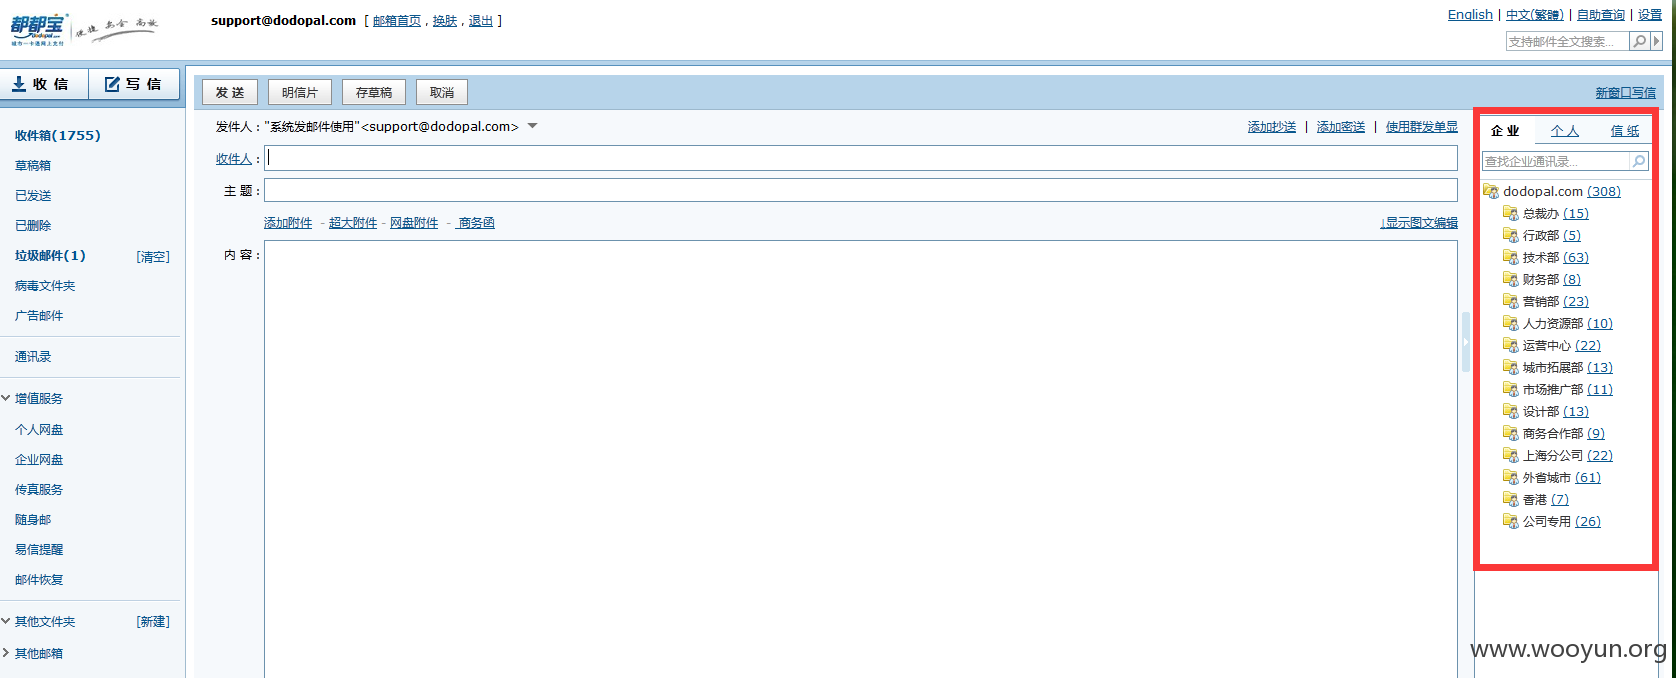 都都宝
dodopal.com
城市一卡通网上支付
便捷 安全 高效
support@dodopal.com [ 邮箱首页 , 换肤 , 退出 ]
English | 中文(繁體) | 自助查询 | 设置
支持邮件全文搜索...
收 信
写 信
发 送
明信片
存草稿
取消
新窗口写信
收件箱(1755)
草稿箱
已发送
已删除
垃圾邮件(1) [清空]
病毒文件夹
广告邮件
通讯录
增值服务
个人网盘
企业网盘
传真服务
随身邮
易信提醒
邮件恢复
其他文件夹 [新建]
其他邮箱
发件人 : "系统发邮件使用"<support@dodopal.com>
添加抄送 | 添加密送 | 使用群发单显
收件人 :
主 题 :
添加附件 - 超大附件 - 网盘附件 - 商务函
↓显示图文编辑
内 容 :
企 业
个 人
信 纸
查找企业通讯录...
dodopal.com (308)
总裁办 (15)
行政部 (5)
技术部 (63)
财务部 (8)
营销部 (23)
人力资源部 (10)
运营中心 (22)
城市拓展部 (13)
市场推广部 (11)
设计部 (13)
商务合作部 (9)
上海分公司 (22)
外省城市 (61)
香港 (7)
公司专用 (26)
www.wooyun.org